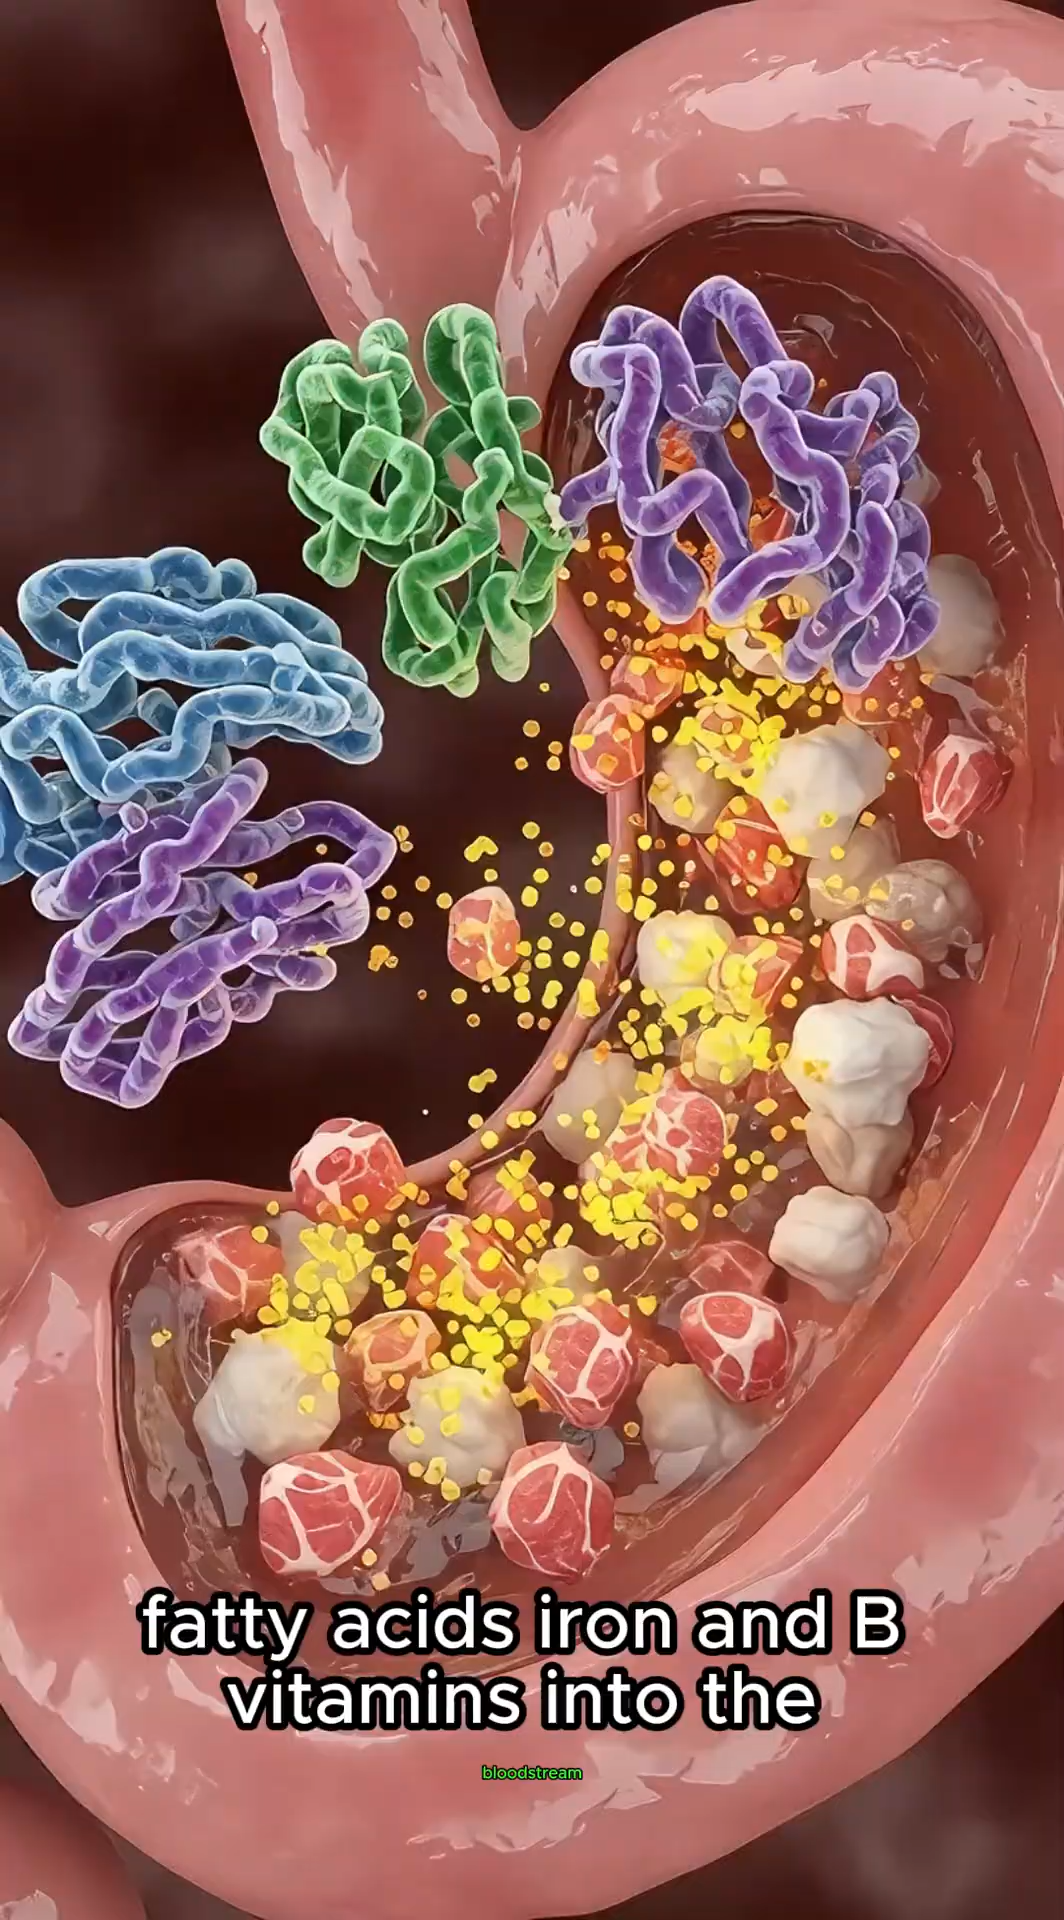 fatty acids iron and B
vitamins into the
bloodstream